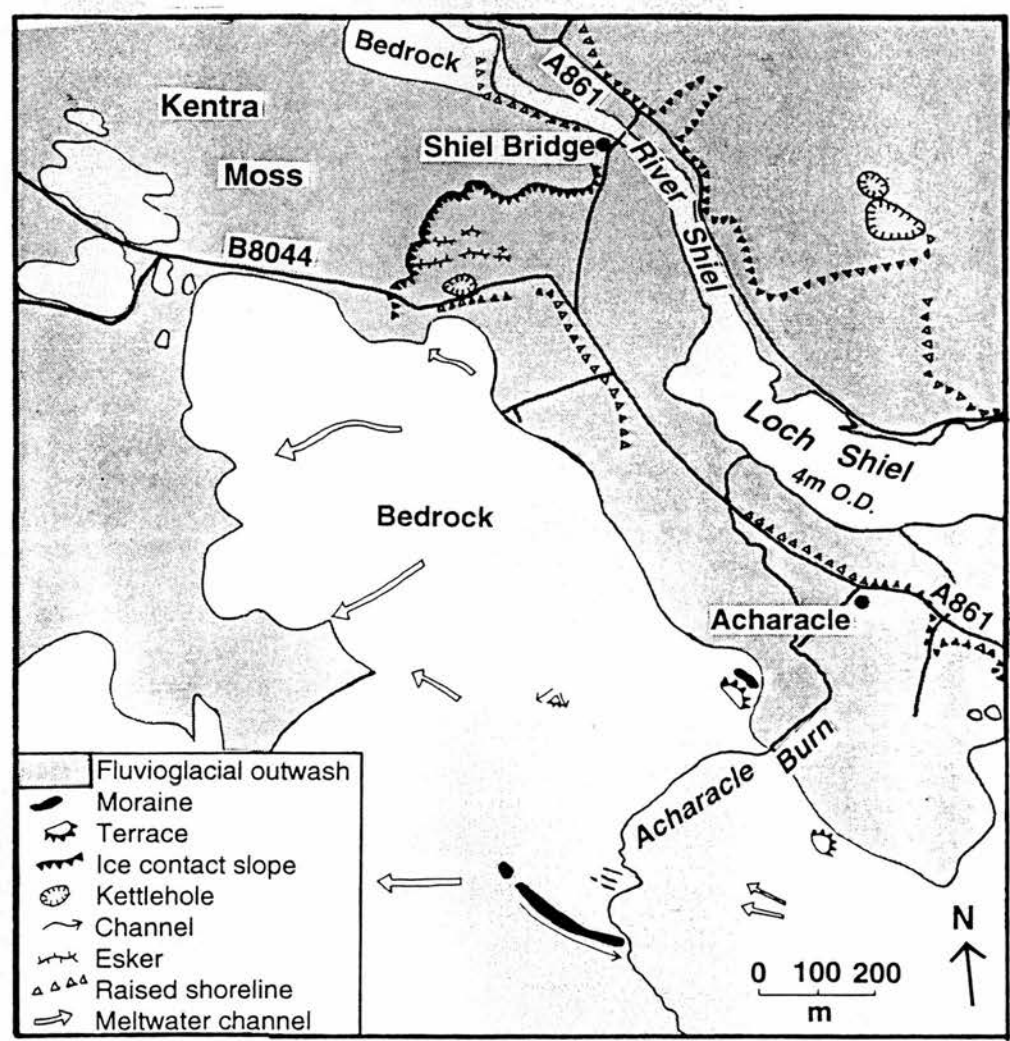 Bedrock
A861
Kentra
Shiel Bridge
Moss
River Shiel
B8044
Loch Shiel
4m O.D.
Bedrock
A861
Acharacle
Acharacle Burn
Fluvioglacial outwash
Moraine
Terrace
Ice contact slope
Kettlehole
Channel
Esker
Raised shoreline
Meltwater channel
N
0 100 200
m